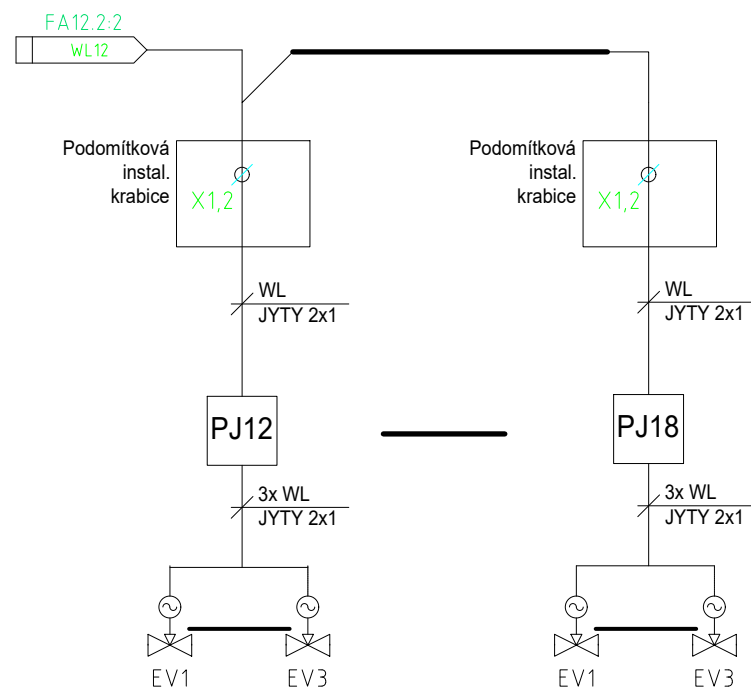 FA12.2:2
WL12
Podomítková
instal.
krabice
X1,2
Podomítková
instal.
krabice
X1,2
WL
JYTY 2x1
WL
JYTY 2x1
PJ12
PJ18
3x WL
JYTY 2x1
3x WL
JYTY 2x1
EV1
EV3
EV1
EV3